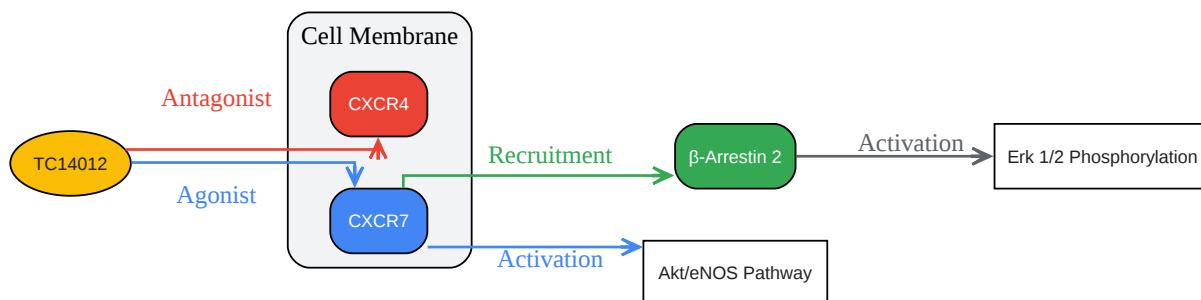 Cell Membrane
Antagonist
CXCR4
TC14012
Agonist
CXCR7
Recruitment
β-Arrestin 2
Activation
Erk 1/2 Phosphorylation
Activation
Akt/eNOS Pathway